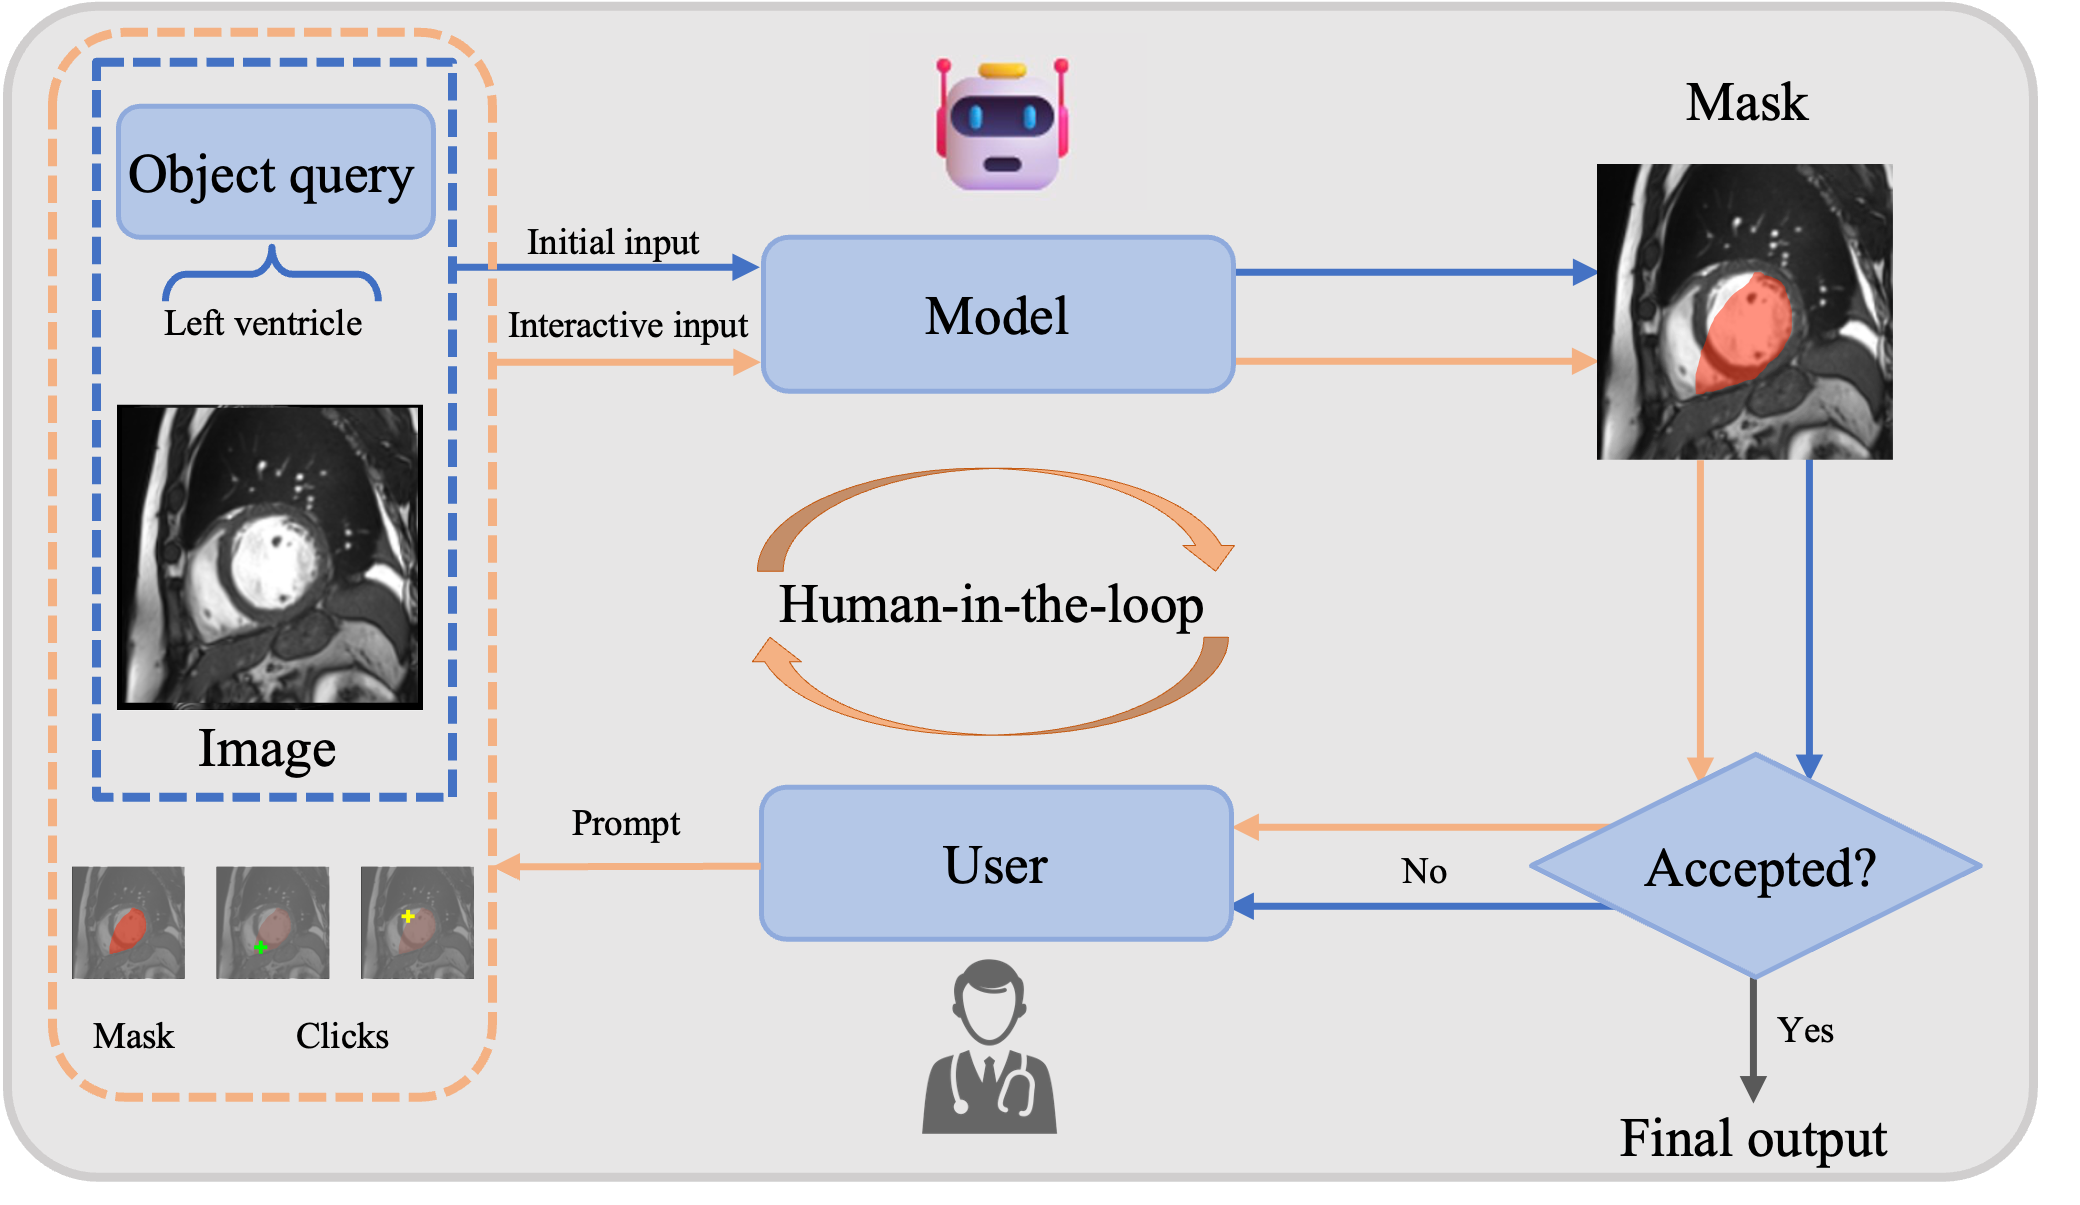 Object query
Left ventricle
Image
Mask
Clicks
Initial input
Interactive input
Model
Mask
Human-in-the-loop
Prompt
User
No
Accepted?
Yes
Final output